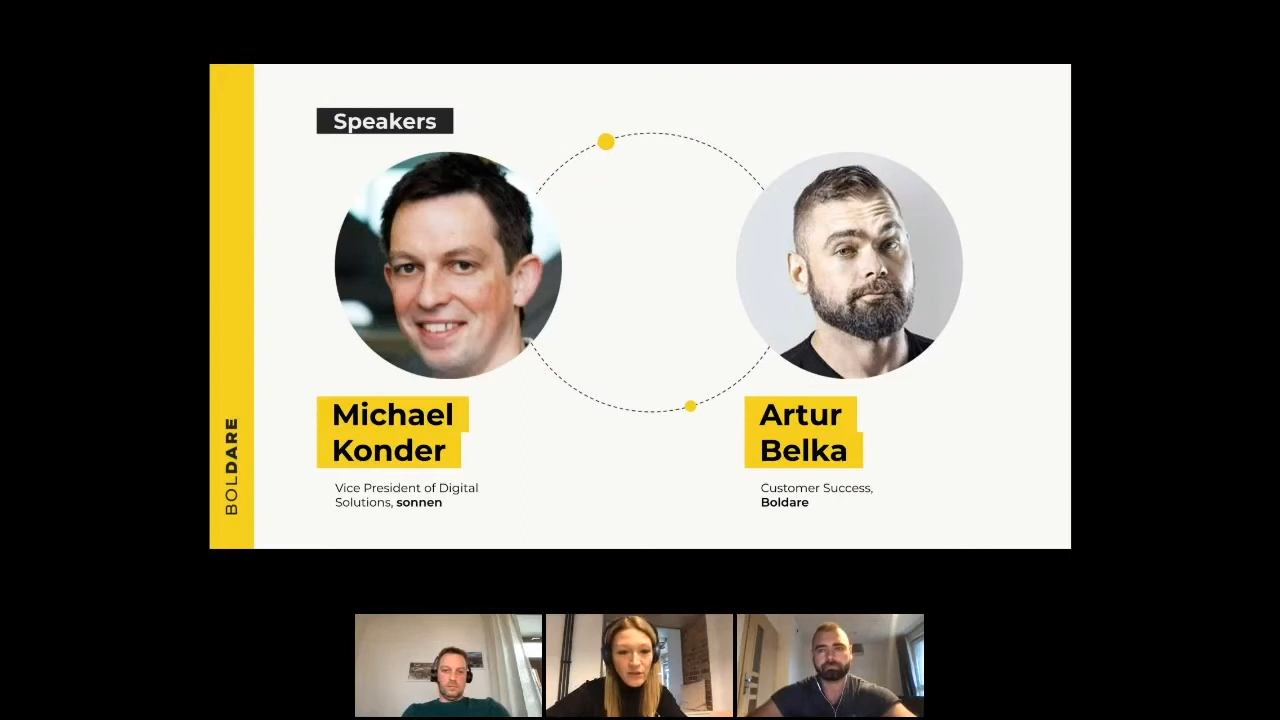 Speakers
Michael
Konder
Vice President of Digital
Solutions, sonnen
Artur
Belka
Customer Success,
Boldare
BOLDARE